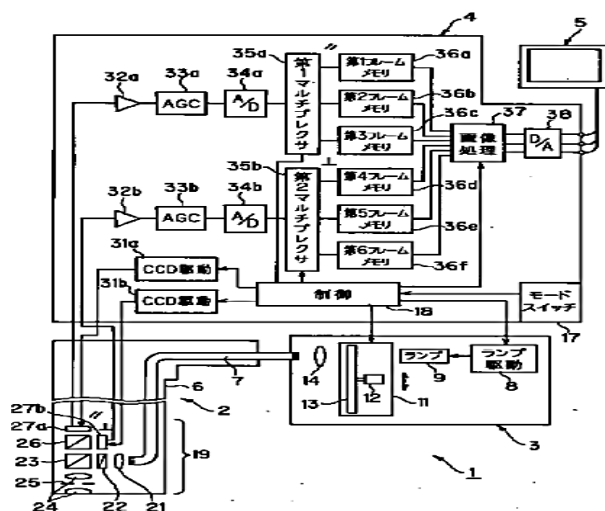 4
5
35a
〃
36a
32a
33a
34a
第1マルチプレクサ
第1フレームメモリ
AGC
A/D
36b
第2フレームメモリ
36c
37
38
第3フレームメモリ
画像処理
D/A
35b
⊥
32b
33b
34b
第2マルチプレクサ
第4フレームメモリ
36d
AGC
A/D
第5フレームメモリ
31a
36e
CCD駆動
第6フレームメモリ
31b
36f
CCD駆動
制御
18
モードスイッチ
17
7
6
14
ランプ
9
ランプ駆動
8
13
12
11
2
3
27b
〃
⊥
27a
26
23
19
25
24
22
21
1